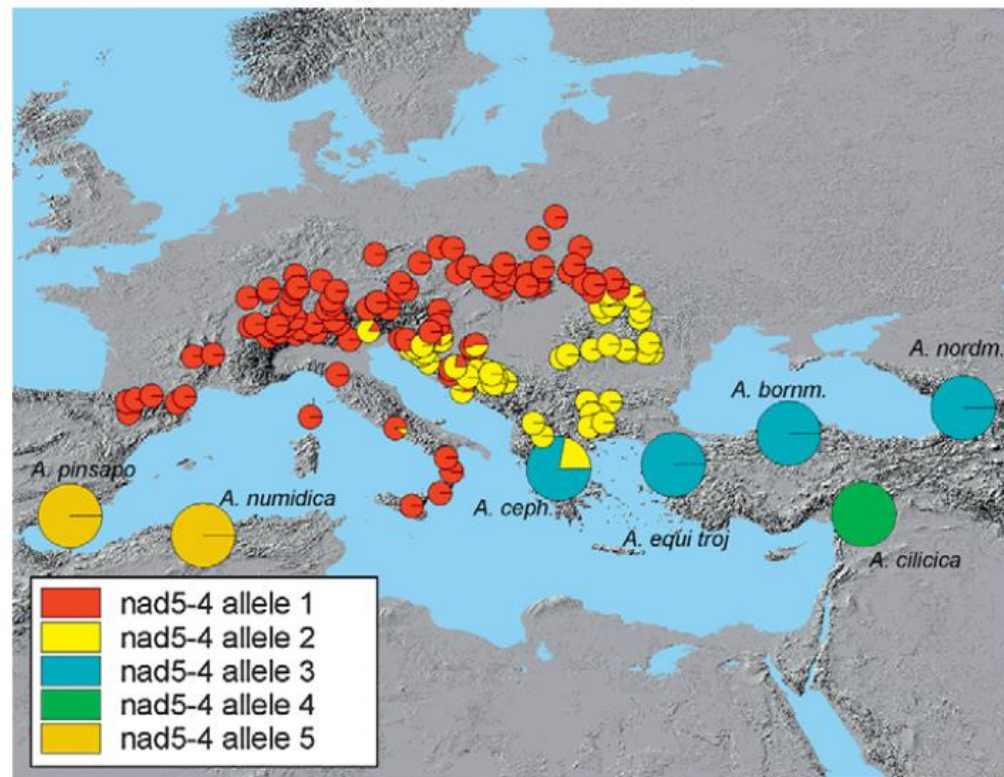 A. nordm.
A. bornm.
A. pinsapo
A. numidica
A. ceph.
A. equi troj
A. cilicica
nad5-4 allele 1
nad5-4 allele 2
nad5-4 allele 3
nad5-4 allele 4
nad5-4 allele 5